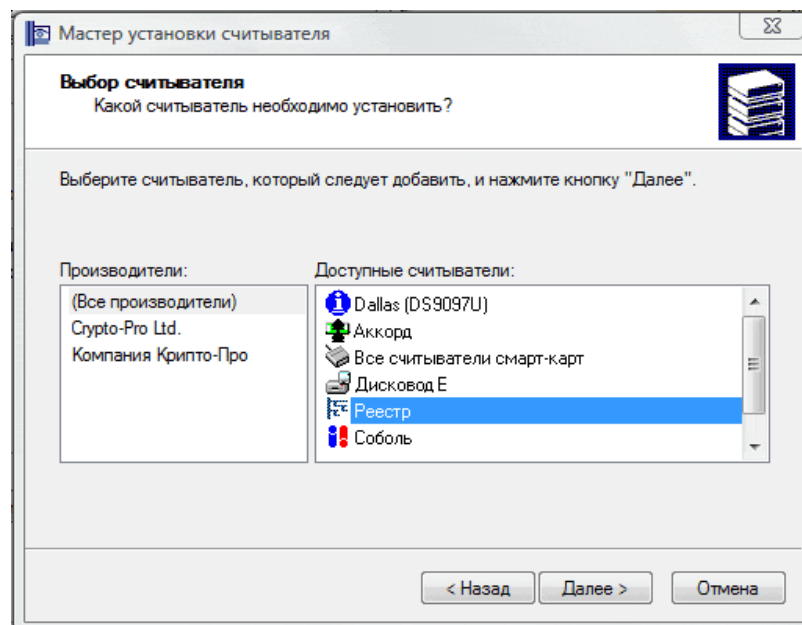 Мастер установки считывателя
Выбор считывателя
Какой считыватель необходимо установить?
Выберите считыватель, который следует добавить, и нажмите кнопку "Далее".
Производители:
(Все производители)
Crypto-Pro Ltd.
Компания Крипто-Про
Доступные считыватели:
Dallas (DS9097U)
Аккорд
Все считыватели смарт-карт
Дисковод E
Реестр
Соболь
< Назад
Далее >
Отмена